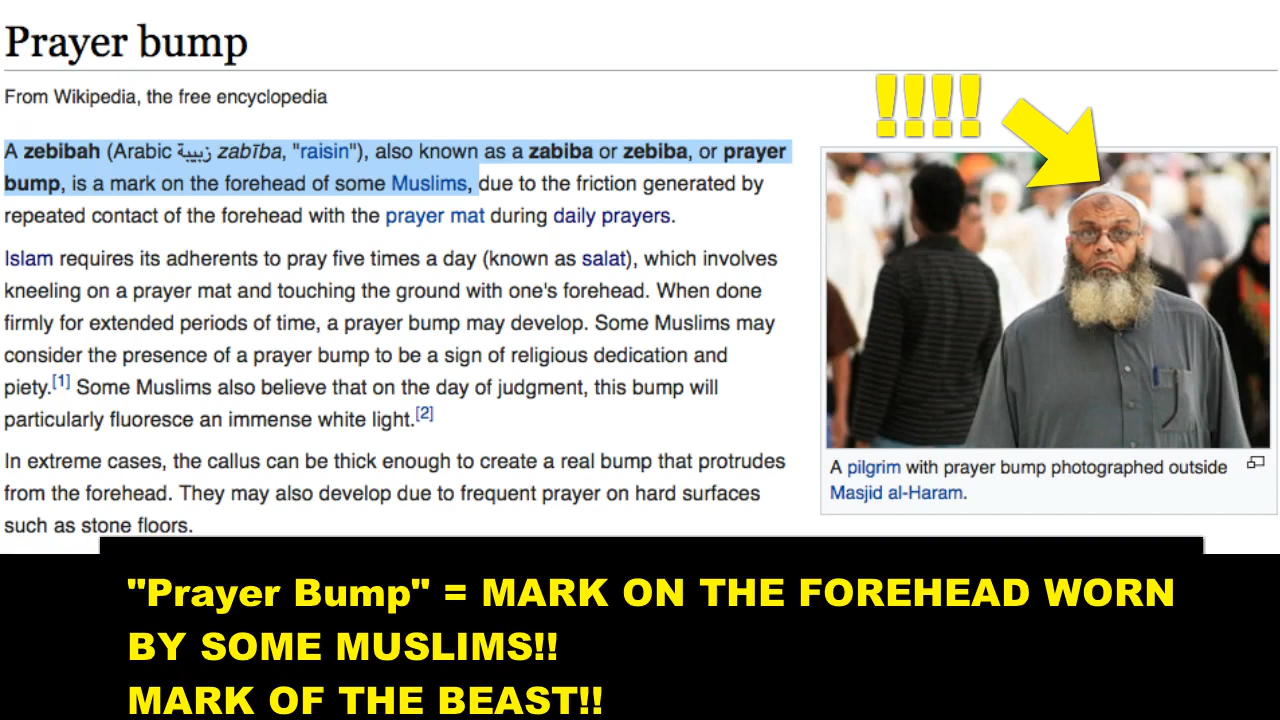 Prayer bump
From Wikipedia, the free encyclopedia
!!!!
A zebibah (Arabic زبيبة zabība, "raisin"), also known as a zabiba or zebiba, or prayer
bump, is a mark on the forehead of some Muslims, due to the friction generated by
repeated contact of the forehead with the prayer mat during daily prayers.
Islam requires its adherents to pray five times a day (known as salat), which involves
kneeling on a prayer mat and touching the ground with one's forehead. When done
firmly for extended periods of time, a prayer bump may develop. Some Muslims may
consider the presence of a prayer bump to be a sign of religious dedication and
piety.[1] Some Muslims also believe that on the day of judgment, this bump will
particularly fluoresce an immense white light.[2]
In extreme cases, the callus can be thick enough to create a real bump that protrudes
from the forehead. They may also develop due to frequent prayer on hard surfaces
such as stone floors.
A pilgrim with prayer bump photographed outside
Masjid al-Haram.
"Prayer Bump" = MARK ON THE FOREHEAD WORN
BY SOME MUSLIMS!!
MARK OF THE BEAST!!